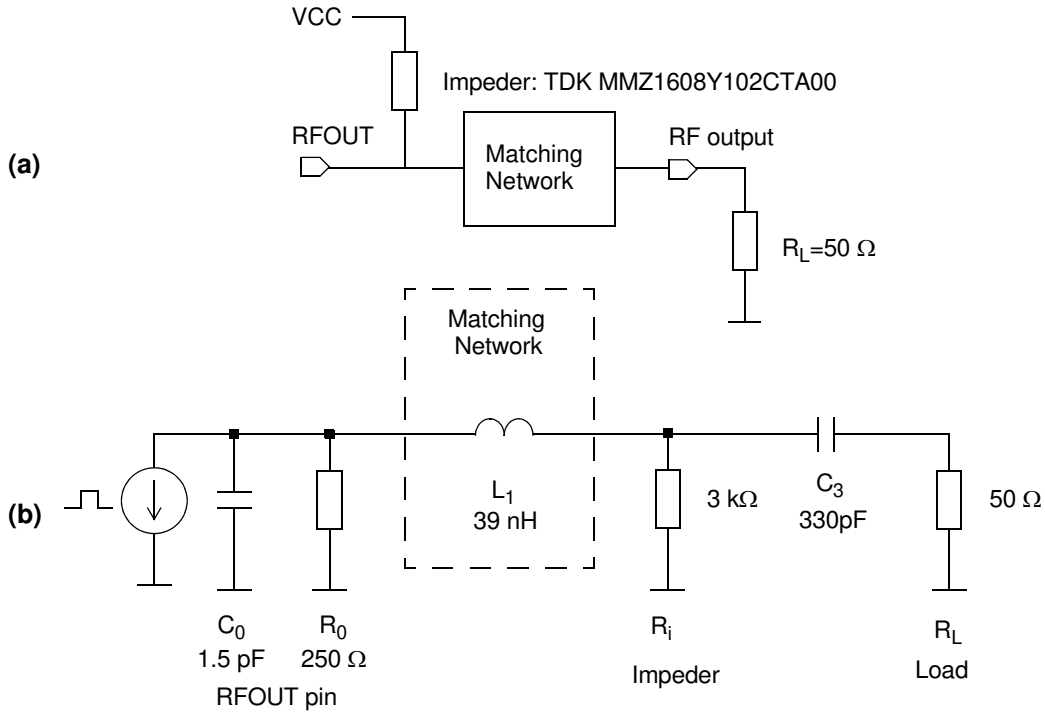 VCC
Impeder: TDK MMZ1608Y102CTA00
RFOUT
RF output
(a)
Matching
Network
R_L=50 Ω
Matching
Network
L_1
39 nH
C_3
330pF
3 kΩ
50 Ω
(b)
C_0
1.5 pF
R_0
250 Ω
RFOUT pin
R_i
Impeder
R_L
Load